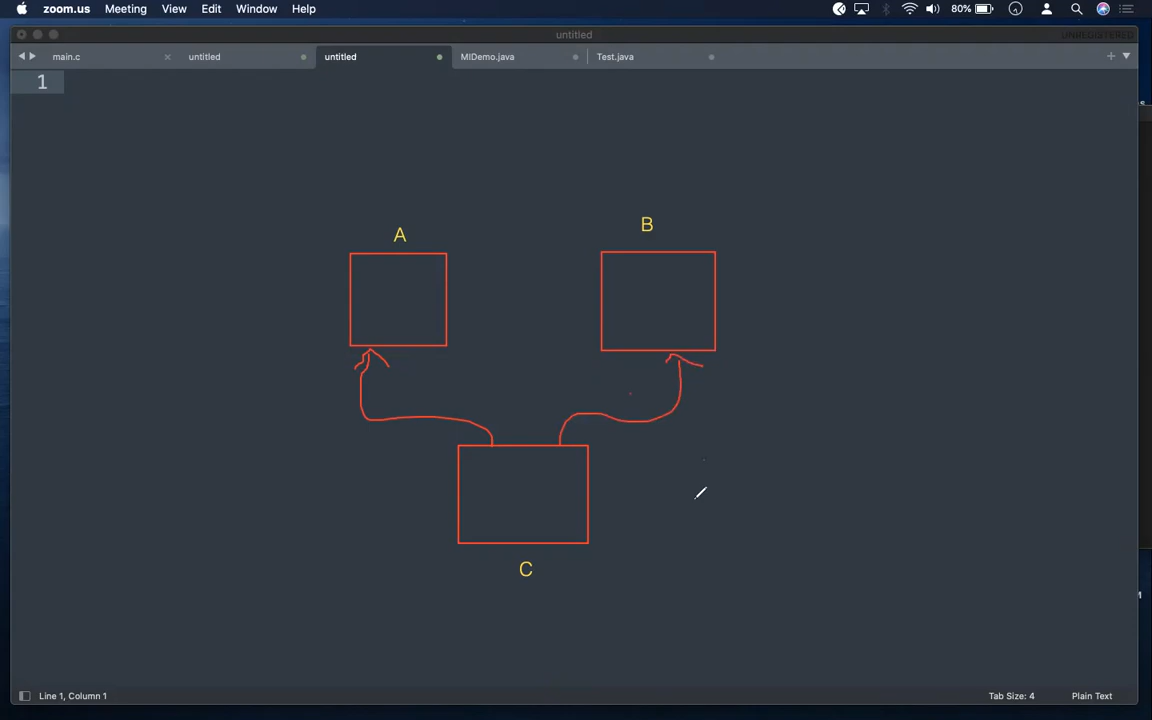 zoom.us Meeting View Edit Window Help 80%
untitled UNREGISTERED
main.c untitled untitled MIDemo.java Test.java
1
A
B
C
Line 1, Column 1 Tab Size: 4 Plain Text